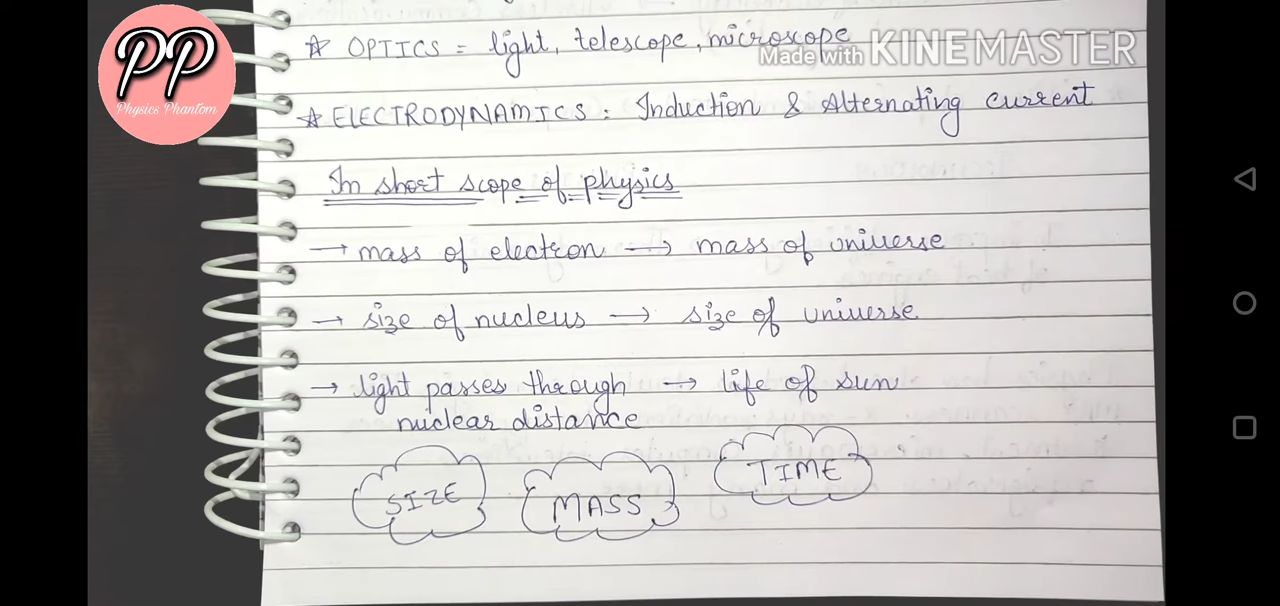 PP
Physics Phantom
Made with KINEMASTER
☆ OPTICS = light, telescope, microscope
☆ ELECTRODYNAMICS : Induction & Alternating current
In short scope of physics
→ mass of electron → mass of universe
→ size of nucleus → size of universe
→ light passes through → life of sun
nuclear distance
SIZE
MASS
TIME